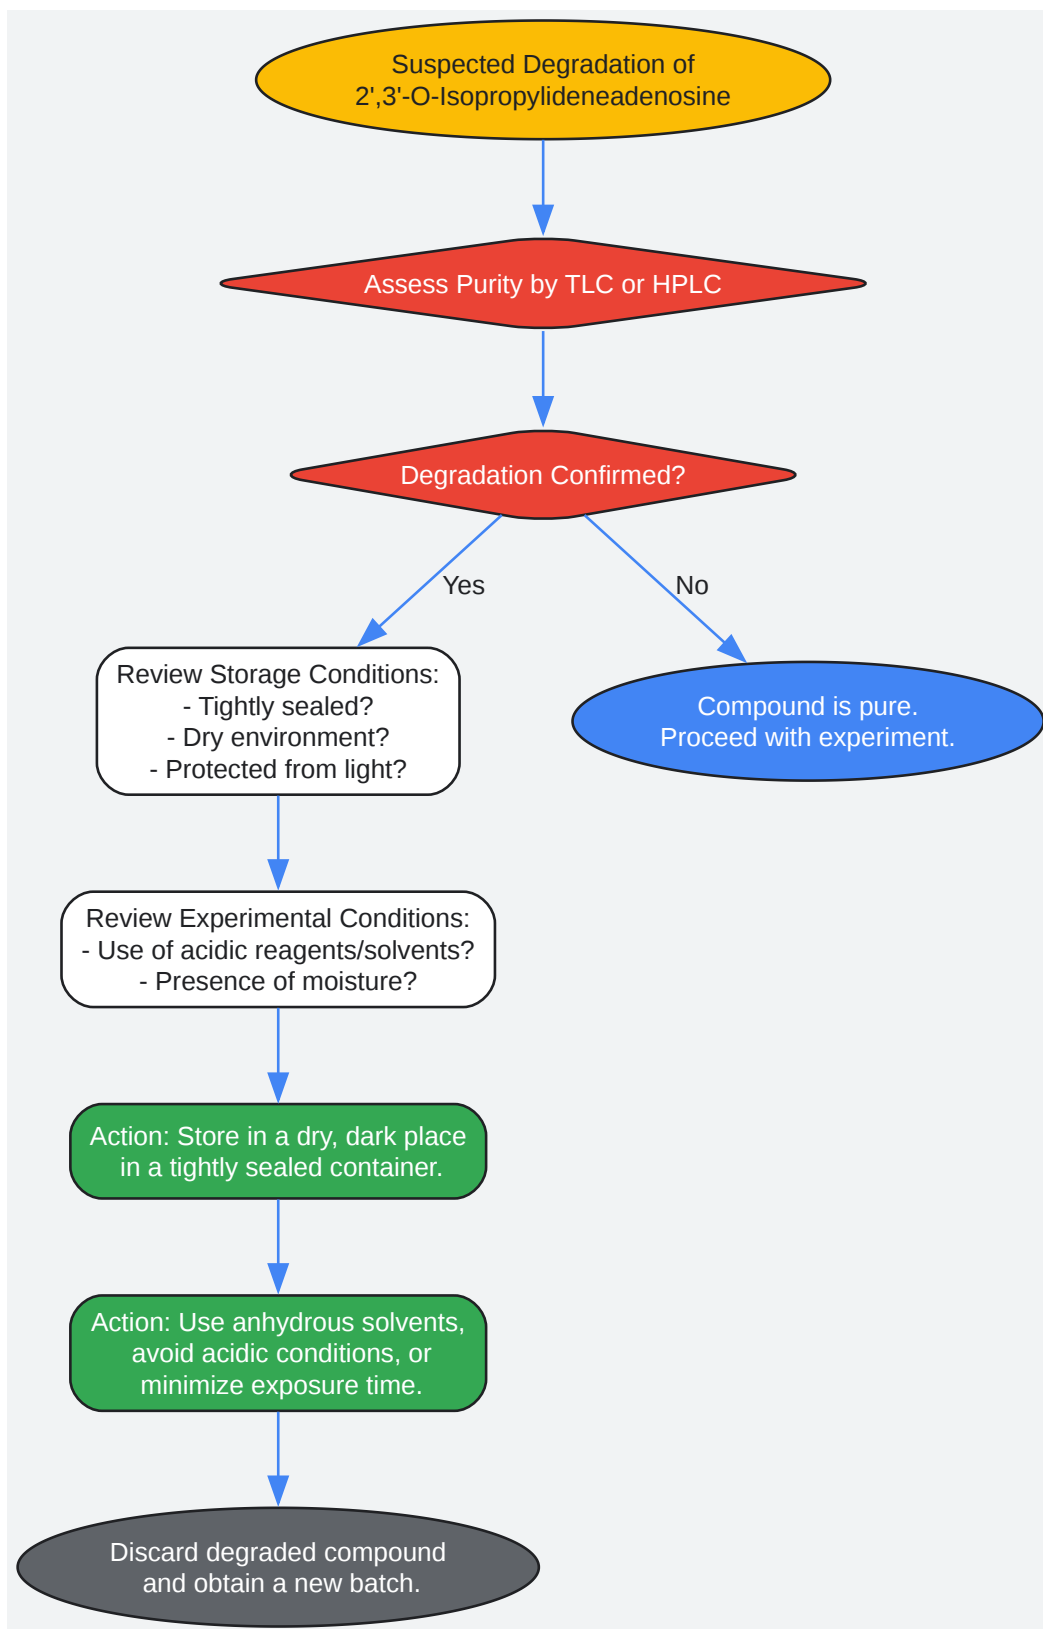 Suspected Degradation of
2',3'-O-Isopropylideneadenosine
Assess Purity by TLC or HPLC
Degradation Confirmed?
Yes
No
Review Storage Conditions:
- Tightly sealed?
- Dry environment?
- Protected from light?
Compound is pure.
Proceed with experiment.
Review Experimental Conditions:
- Use of acidic reagents/solvents?
- Presence of moisture?
Action: Store in a dry, dark place
in a tightly sealed container.
Action: Use anhydrous solvents,
avoid acidic conditions, or
minimize exposure time.
Discard degraded compound
and obtain a new batch.